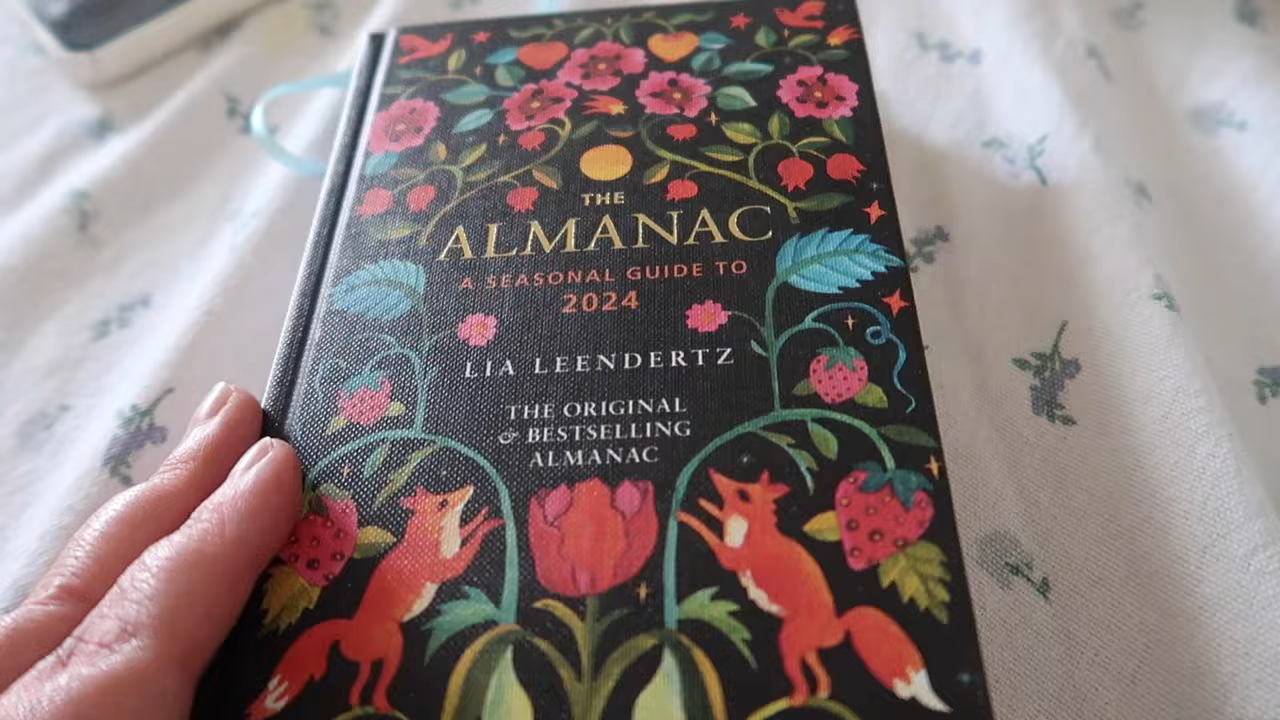 THE
ALMANAC
A SEASONAL GUIDE TO
2024
LIA LEENDERTZ
THE ORIGINAL
& BESTSELLING
ALMANAC